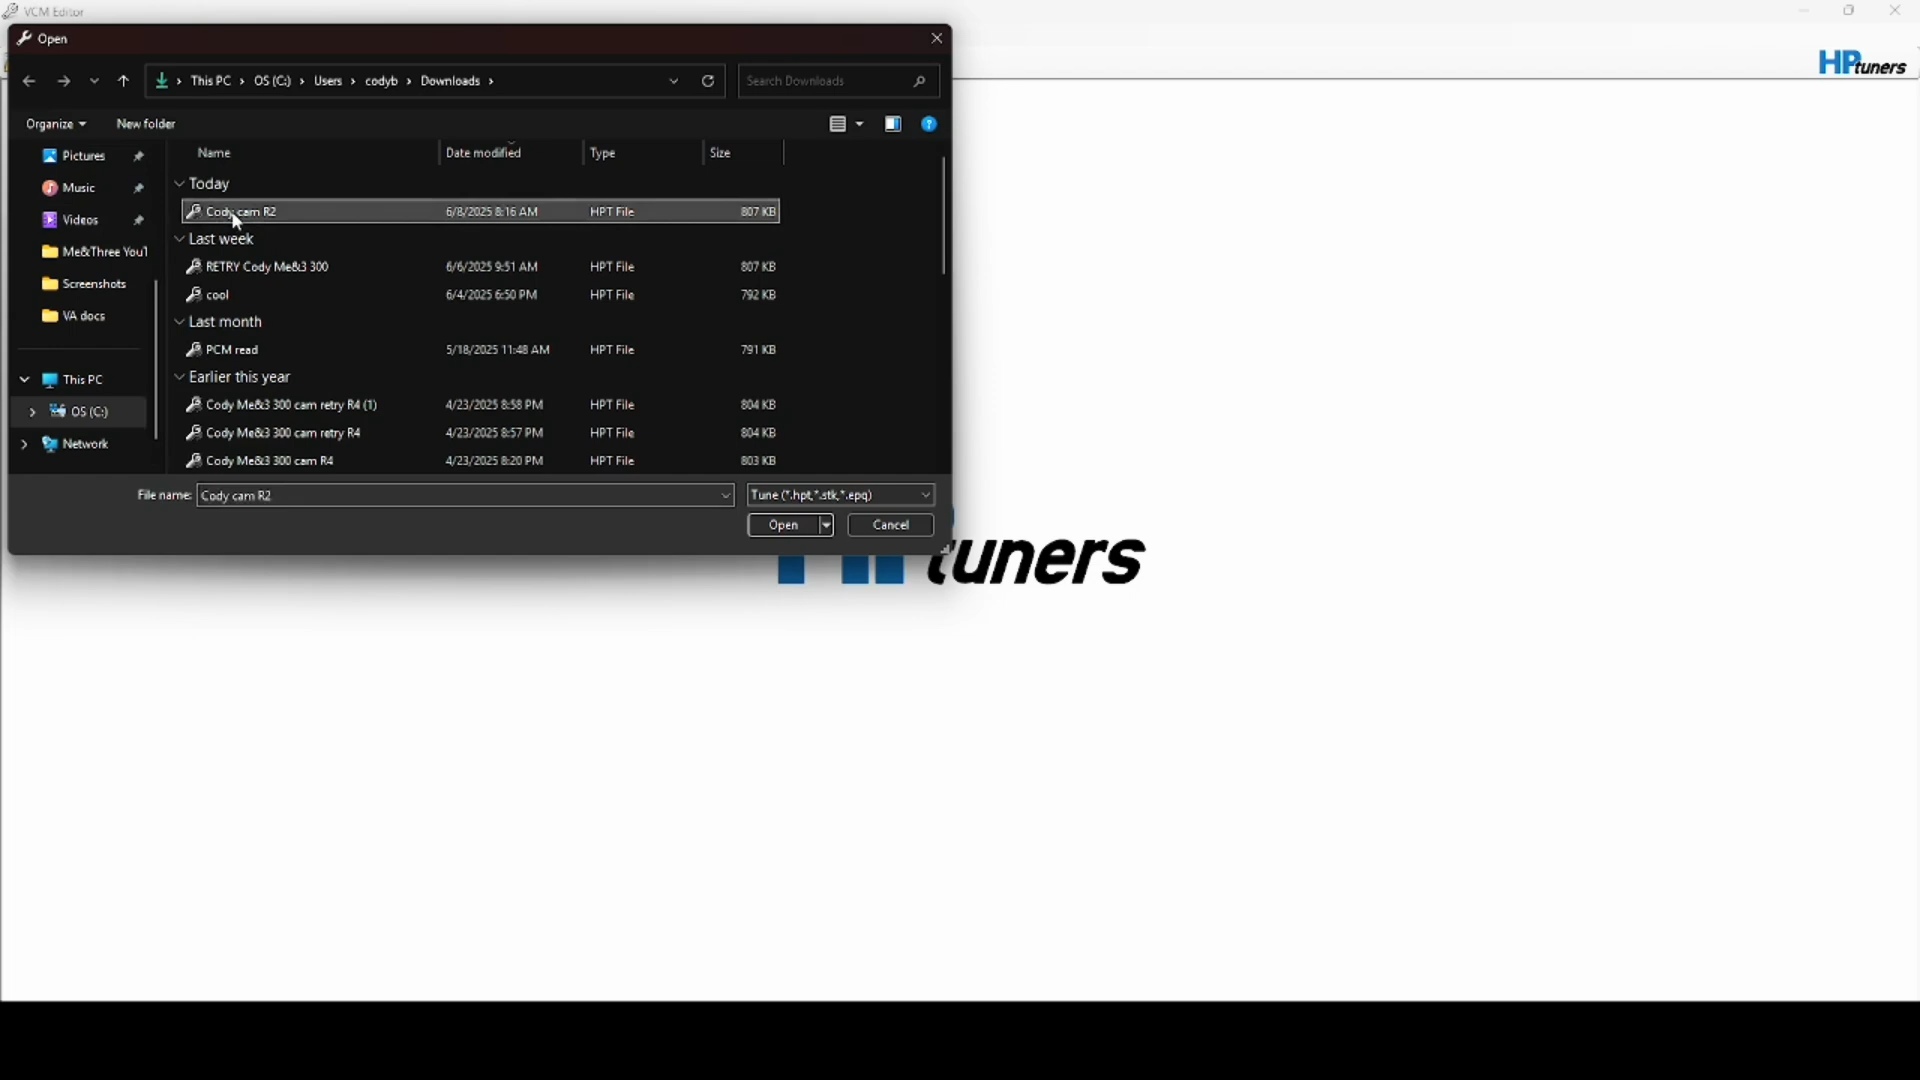 VCM Editor
Open
HPtuners
This PC > OS (C:) > Users > codyb > Downloads >
Search Downloads
Organize
New folder
Name Date modified Type Size
Pictures
Music
Videos
Me&Three YouT
Screenshots
VA docs
This PC
OS (C:)
Network
Today
Cody cam R2 6/8/2025 8:16 AM HPT File 807 KB
Last week
RETRY Cody Me&3 300 6/6/2025 9:51 AM HPT File 807 KB
cool 6/4/2025 6:50 PM HPT File 792 KB
Last month
PCM read 5/18/2025 11:48 AM HPT File 791 KB
Earlier this year
Cody Me&3 300 cam retry R4 (1) 4/23/2025 8:58 PM HPT File 804 KB
Cody Me&3 300 cam retry R4 4/23/2025 8:57 PM HPT File 804 KB
Cody Me&3 300 cam R4 4/23/2025 8:20 PM HPT File 803 KB
File name: Cody cam R2
Tune (*.hpt,*.stk,*.epq)
Open
Cancel
tuners